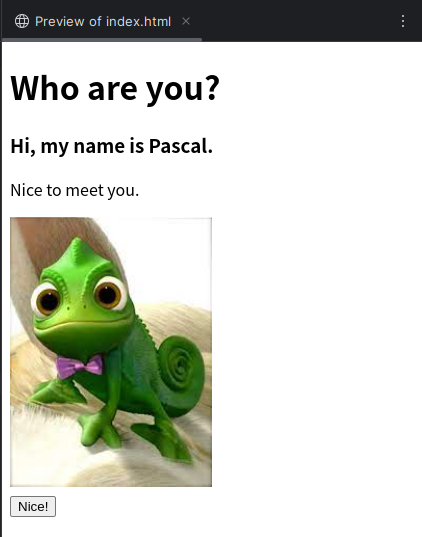 Preview of index.html
Who are you?
Hi, my name is Pascal.
Nice to meet you.
Nice!